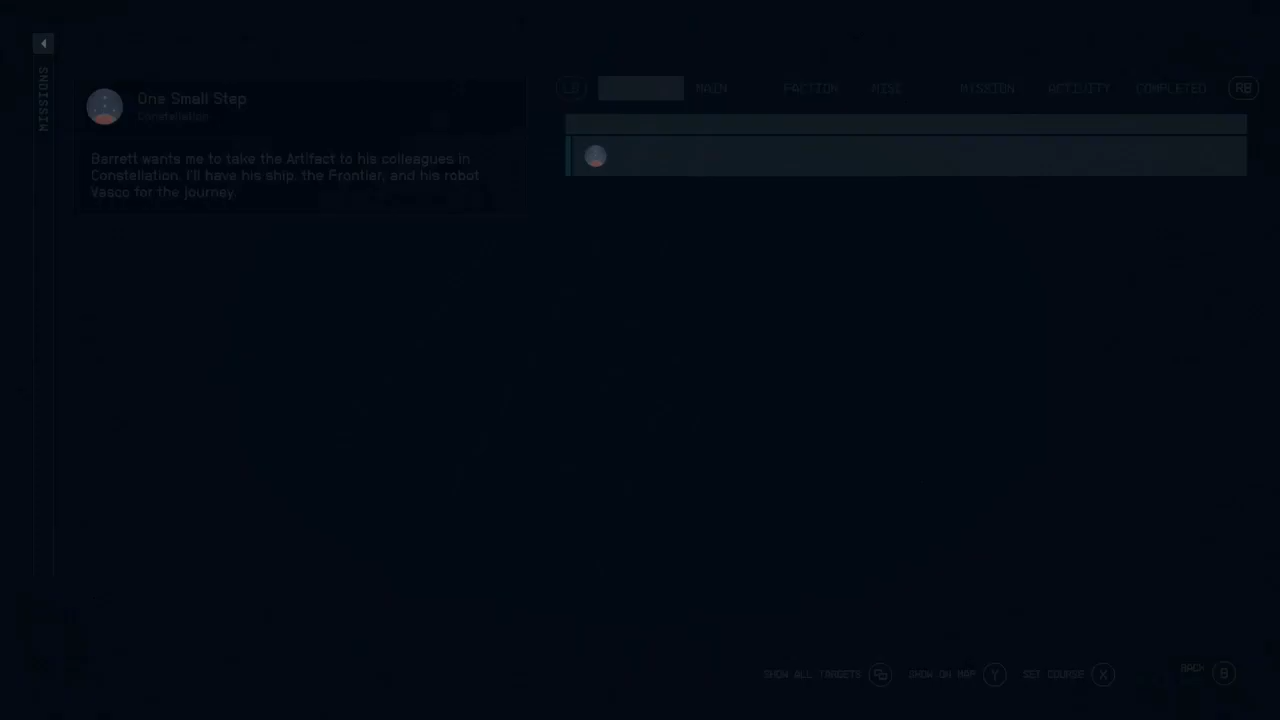 MISSIONS
One Small Step
Constellation
Barrett wants me to take the Artifact to his colleagues in
Constellation. I'll have his ship, the Frontier, and his robot
Vasco for the journey.
LB MAIN FACTION MISC MISSION ACTIVITY COMPLETED RB
SHOW ALL TARGETS SHOW ON MAP Y SET COURSE X BACK B